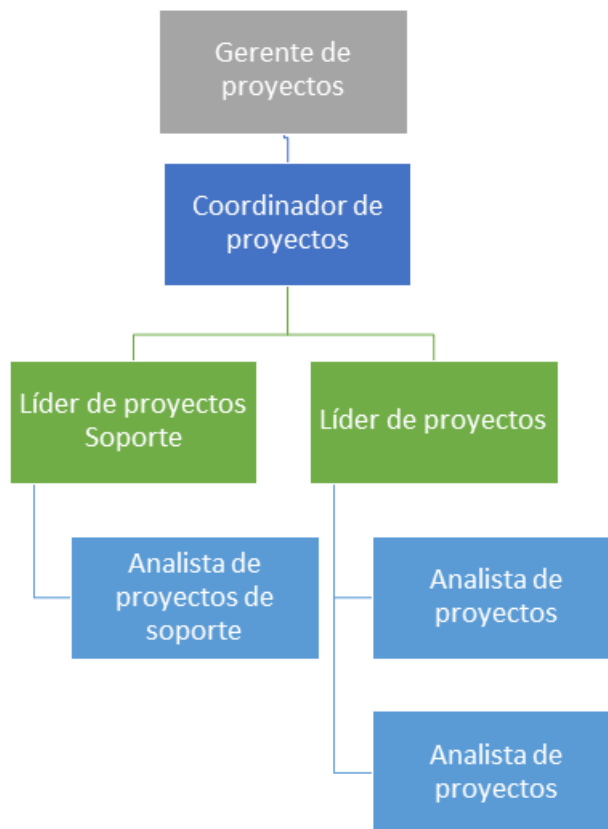 Gerente de
proyectos
Coordinador de
proyectos
Líder de proyectos
Soporte
Líder de proyectos
Analista de
proyectos de
soporte
Analista de
proyectos
Analista de
proyectos